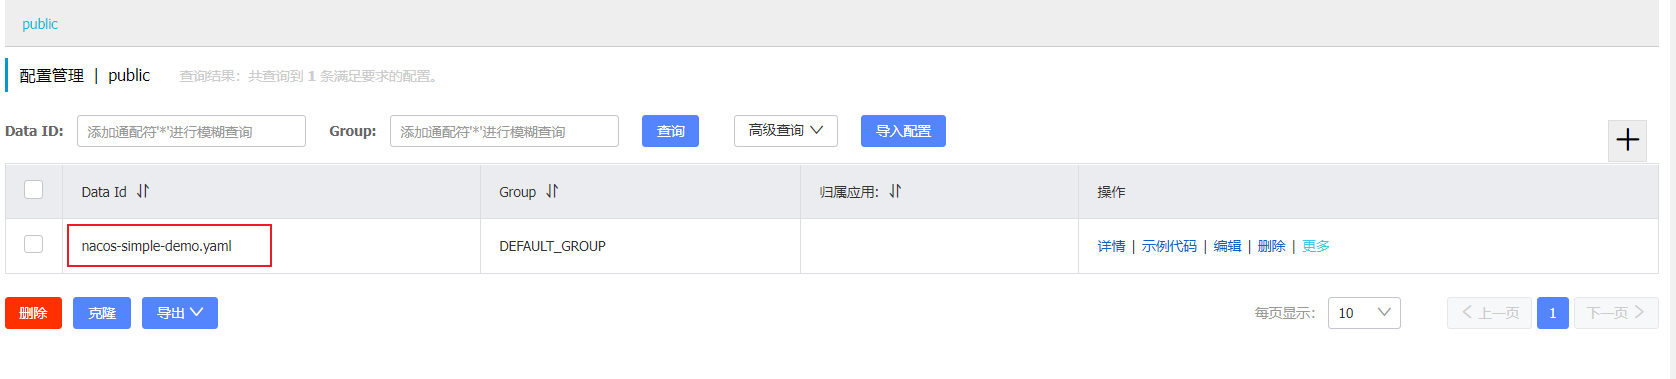 public
配置管理 | public 查询结果：共查询到 1 条满足要求的配置。
Data ID: 添加通配符'*'进行模糊查询 Group: 添加通配符'*'进行模糊查询 查询 高级查询 导入配置
Data Id Group 归属应用: 操作
nacos-simple-demo.yaml DEFAULT_GROUP 详情 | 示例代码 | 编辑 | 删除 | 更多
删除 克隆 导出 每页显示: 10 上一页 1 下一页